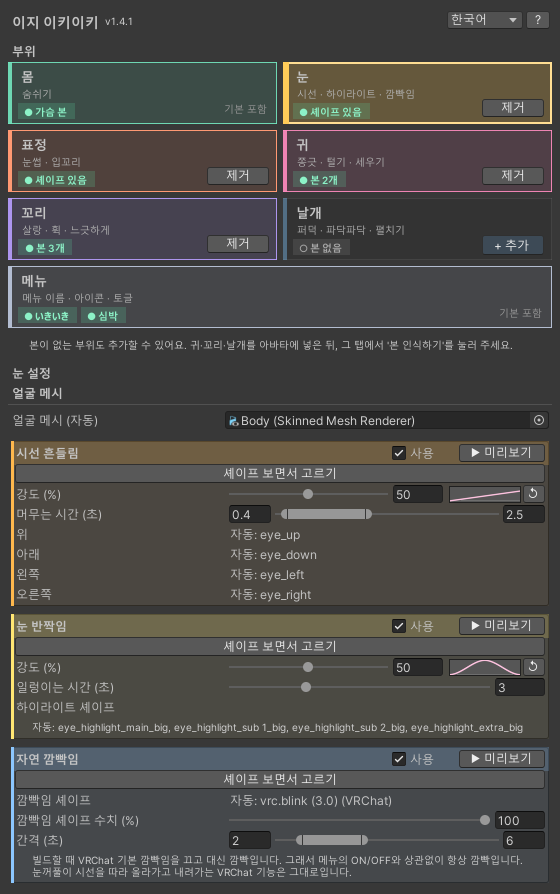 이지 이키이키 v1.4.1
한국어
?
부위
몸
숨쉬기
● 가슴 본
기본 포함
눈
시선 · 하이라이트 · 깜빡임
● 셰이프 있음
제거
표정
눈썹 · 입꼬리
● 셰이프 있음
제거
귀
쫑긋 · 털기 · 세우기
● 본 2개
제거
꼬리
살랑 · 휙 · 느긋하게
● 본 3개
제거
날개
퍼덕 · 파닥파닥 · 펼치기
○ 본 없음
+ 추가
메뉴
메뉴 이름 · 아이콘 · 토글
● いきいき ● 심박
기본 포함
본이 없는 부위도 추가할 수 있어요. 귀·꼬리·날개를 아바타에 넣은 뒤, 그 탭에서 '본 인식하기'를 눌러 주세요.
눈 설정
얼굴 메시
얼굴 메시 (자동) Body (Skinned Mesh Renderer)
시선 흔들림 사용 ▶ 미리보기
셰이프 보면서 고르기
강도 (%) 50
머무는 시간 (초) 0.4 2.5
위 자동: eye_up
아래 자동: eye_down
왼쪽 자동: eye_left
오른쪽 자동: eye_right
눈 반짝임 사용 ▶ 미리보기
셰이프 보면서 고르기
강도 (%) 50
일렁이는 시간 (초) 3
하이라이트 셰이프
자동: eye_highlight_main_big, eye_highlight_sub 1_big, eye_highlight_sub 2_big, eye_highlight_extra_big
자연 깜빡임 사용 ▶ 미리보기
셰이프 보면서 고르기
깜빡임 셰이프 자동: vrc.blink (3.0) (VRChat)
깜빡임 셰이프 수치 (%) 100
간격 (초) 2 6
빌드할 때 VRChat 기본 깜빡임을 끄고 대신 깜빡입니다. 그래서 메뉴의 ON/OFF와 상관없이 항상 깜빡입니다.
눈꺼풀이 시선을 따라 올라가고 내려가는 VRChat 기능은 그대로입니다.